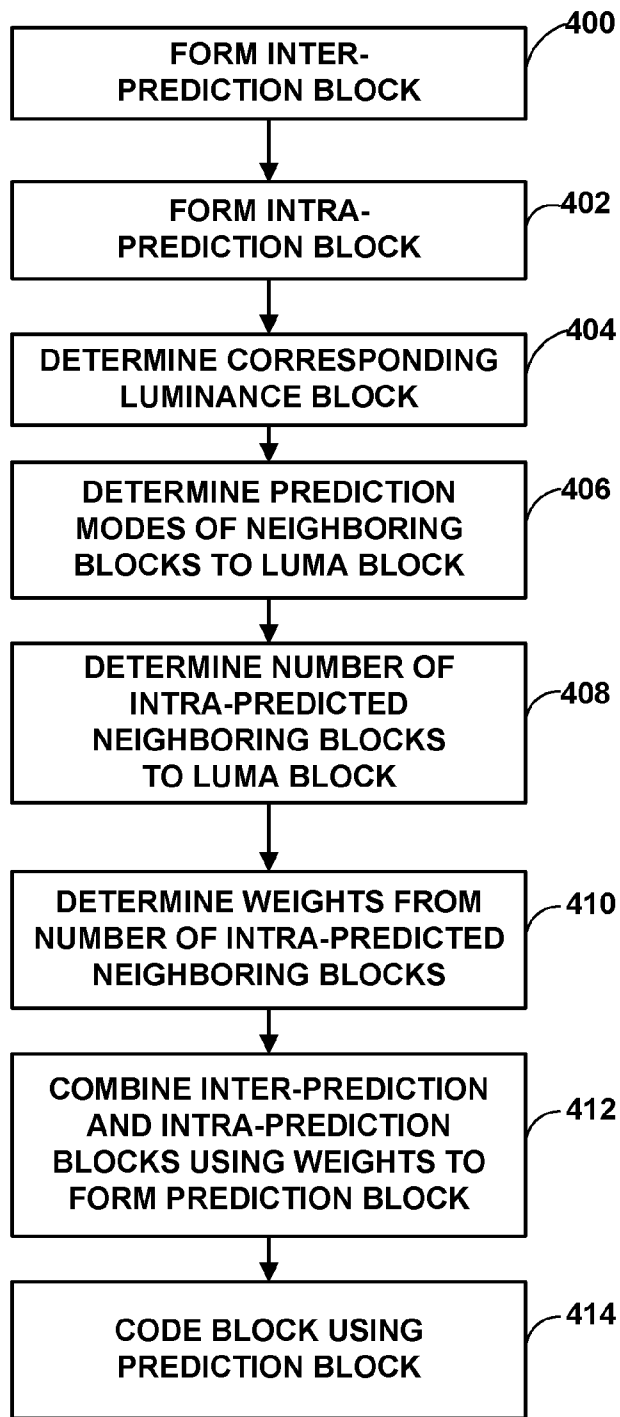 400
FORM INTER-
PREDICTION BLOCK
402
FORM INTRA-
PREDICTION BLOCK
404
DETERMINE CORRESPONDING
LUMINANCE BLOCK
406
DETERMINE PREDICTION
MODES OF NEIGHBORING
BLOCKS TO LUMA BLOCK
408
DETERMINE NUMBER OF
INTRA-PREDICTED
NEIGHBORING BLOCKS
TO LUMA BLOCK
410
DETERMINE WEIGHTS FROM
NUMBER OF INTRA-PREDICTED
NEIGHBORING BLOCKS
412
COMBINE INTER-PREDICTION
AND INTRA-PREDICTION
BLOCKS USING WEIGHTS TO
FORM PREDICTION BLOCK
414
CODE BLOCK USING
PREDICTION BLOCK